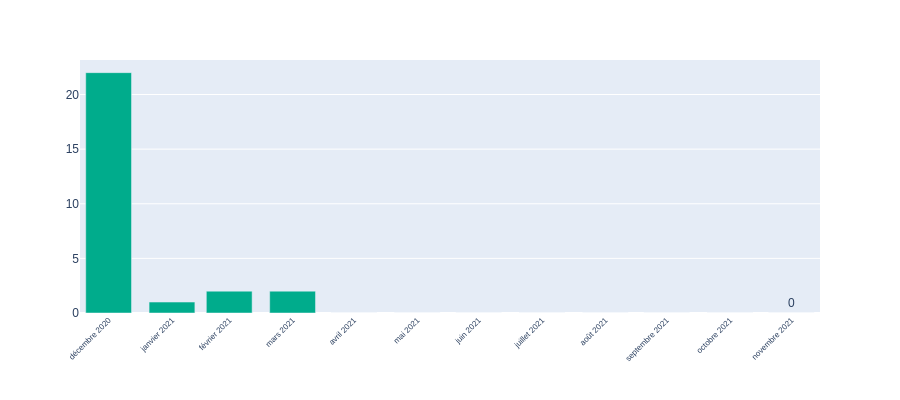 20
15
10
5
0
0
décembre 2020
janvier 2021
février 2021
mars 2021
avril 2021
mai 2021
juin 2021
juillet 2021
août 2021
septembre 2021
octobre 2021
novembre 2021